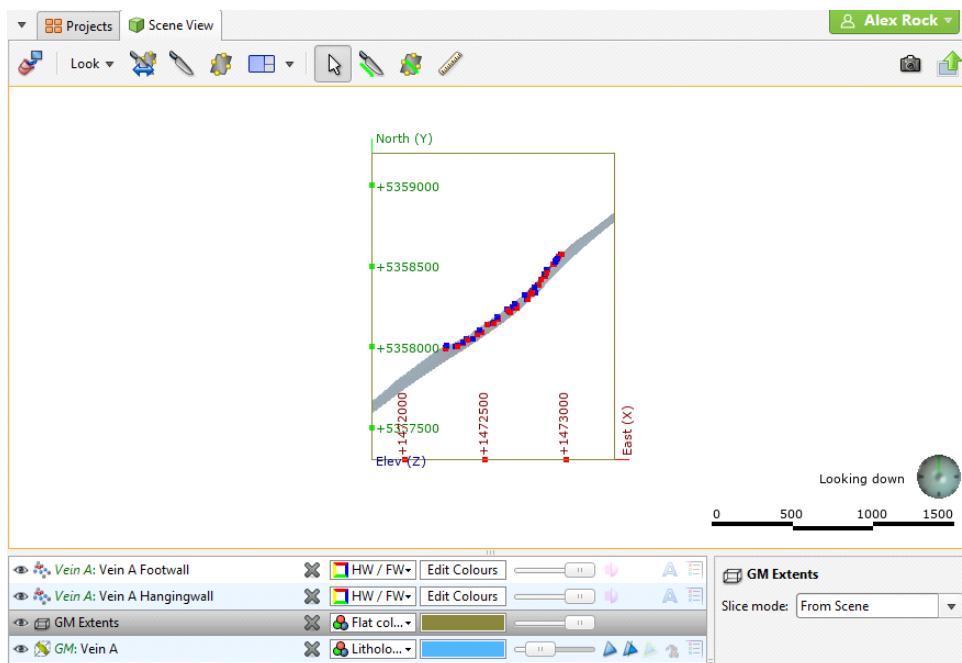 Projects
Scene View
Alex Rock
Look
North (Y)
+5359000
+5358500
+5358000
+5357500
+1472000
+1472500
+1473000
East (X)
Elev (Z)
Looking down
0 500 1000 1500
Vein A: Vein A Footwall HW / FW Edit Colours
Vein A: Vein A Hangingwall HW / FW Edit Colours
GM Extents Flat col...
GM: Vein A Litholo...
GM Extents
Slice mode: From Scene